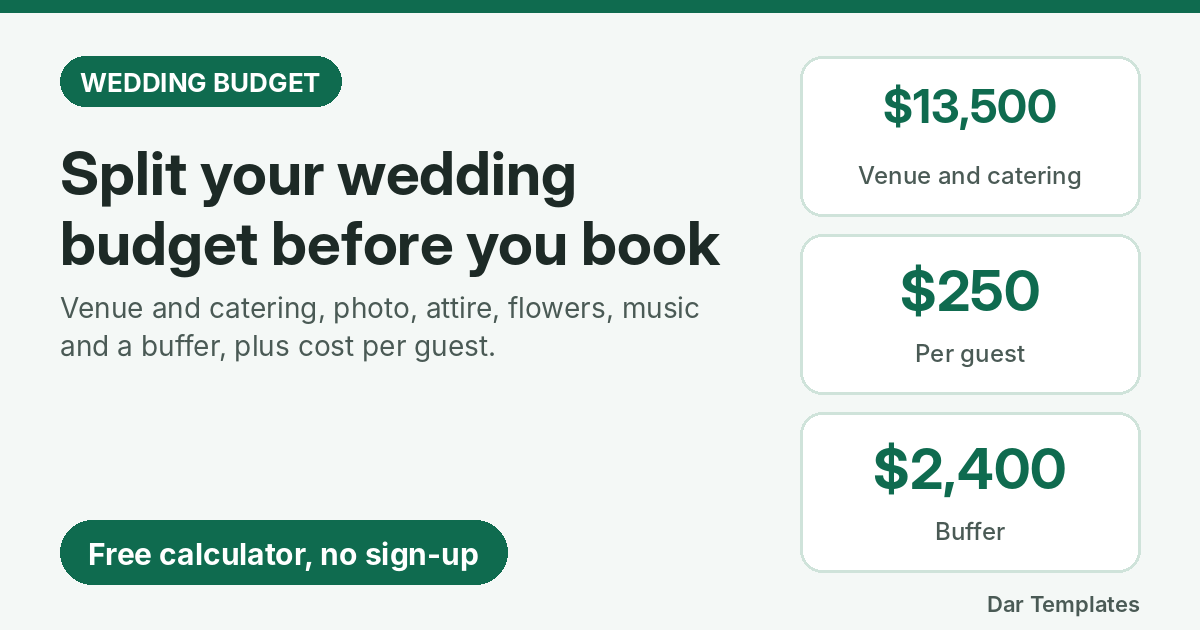 WEDDING BUDGET
Split your wedding
budget before you book
Venue and catering, photo, attire, flowers, music
and a buffer, plus cost per guest.
Free calculator, no sign-up
$13,500
Venue and catering
$250
Per guest
$2,400
Buffer
Dar Templates